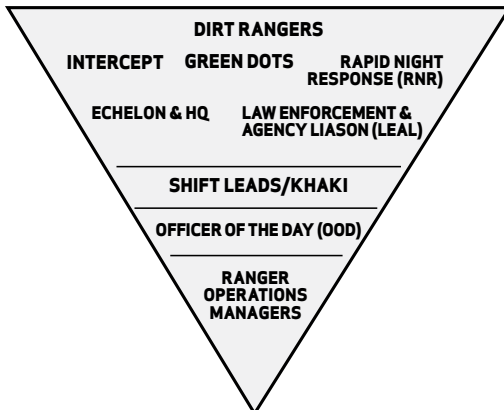 DIRT RANGERS
INTERCEPT
GREEN DOTS
RAPID NIGHT
RESPONSE (RNR)
ECHELON & HQ
LAW ENFORCEMENT &
AGENCY LIASON (LEAL)
SHIFT LEADS/KHAKI
OFFICER OF THE DAY (OOD)
RANGER
OPERATIONS
MANAGERS